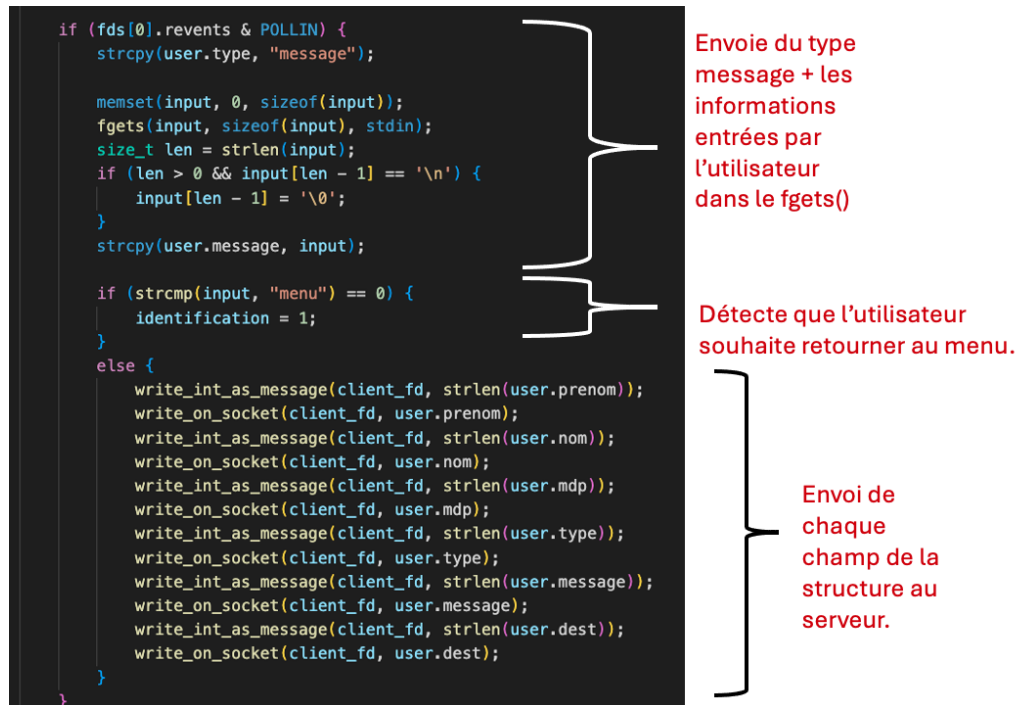 if (fds[0].revents & POLLIN) {
strcpy(user.type, "message");
memset(input, 0, sizeof(input));
fgets(input, sizeof(input), stdin);
size_t len = strlen(input);
if (len > 0 && input[len - 1] == '\n') {
input[len - 1] = '\0';
}
strcpy(user.message, input);
if (strcmp(input, "menu") == 0) {
identification = 1;
}
else {
write_int_as_message(client_fd, strlen(user.prenom));
write_on_socket(client_fd, user.prenom);
write_int_as_message(client_fd, strlen(user.nom));
write_on_socket(client_fd, user.nom);
write_int_as_message(client_fd, strlen(user.mdp));
write_on_socket(client_fd, user.mdp);
write_int_as_message(client_fd, strlen(user.type));
write_on_socket(client_fd, user.type);
write_int_as_message(client_fd, strlen(user.message));
write_on_socket(client_fd, user.message);
write_int_as_message(client_fd, strlen(user.dest));
write_on_socket(client_fd, user.dest);
}
}
Envoie du type
message + les
informations
entrées par
l’utilisateur
dans le fgets()
Détecte que l’utilisateur
souhaite retourner au menu.
Envoi de
chaque
champ de la
structure au
serveur.